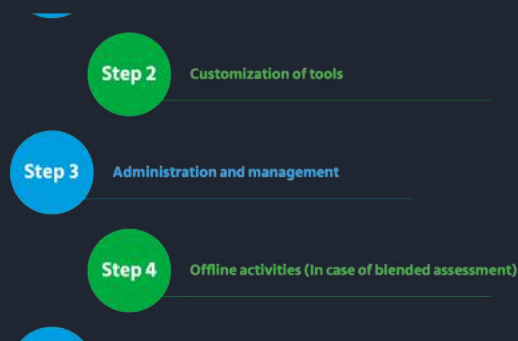 Step 2
Customization of tools
Step 3
Administration and management
Step 4
Offline activities (In case of blended assessment)